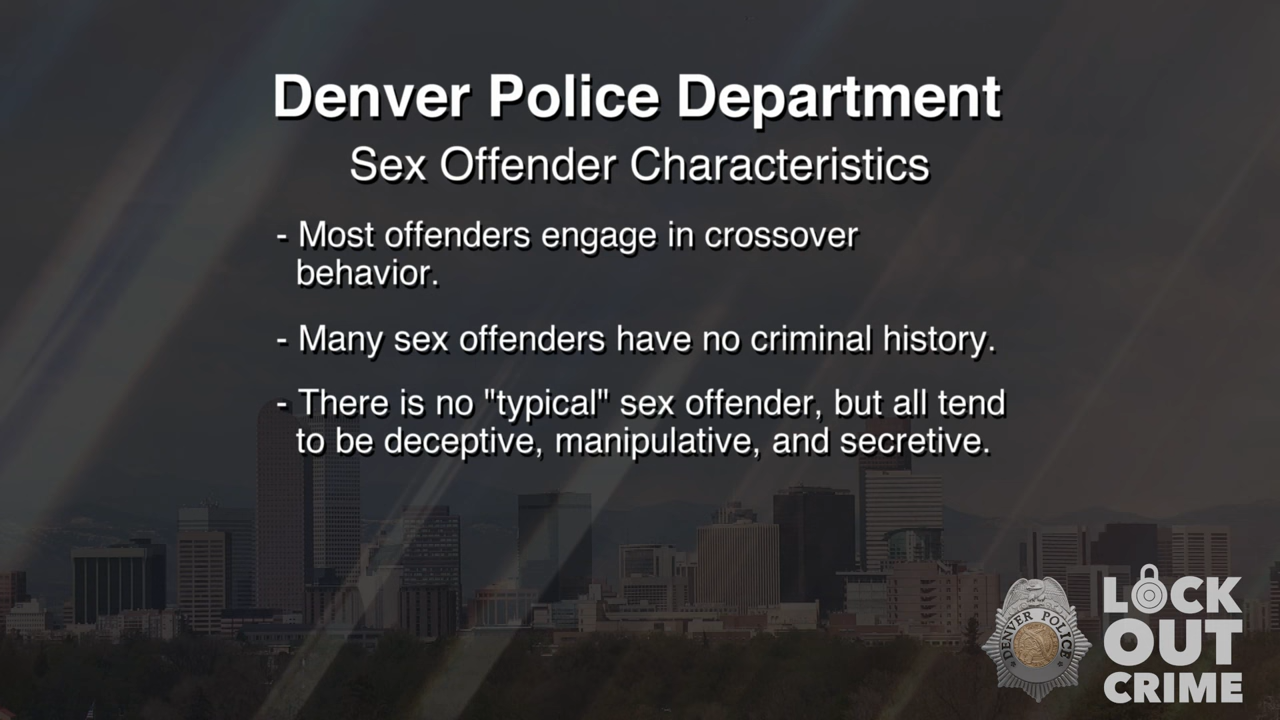 Denver Police Department
Sex Offender Characteristics
- Most offenders engage in crossover
behavior.
- Many sex offenders have no criminal history.
- There is no "typical" sex offender, but all tend
to be deceptive, manipulative, and secretive.
DENVER POLICE
LOCK
OUT
CRIME